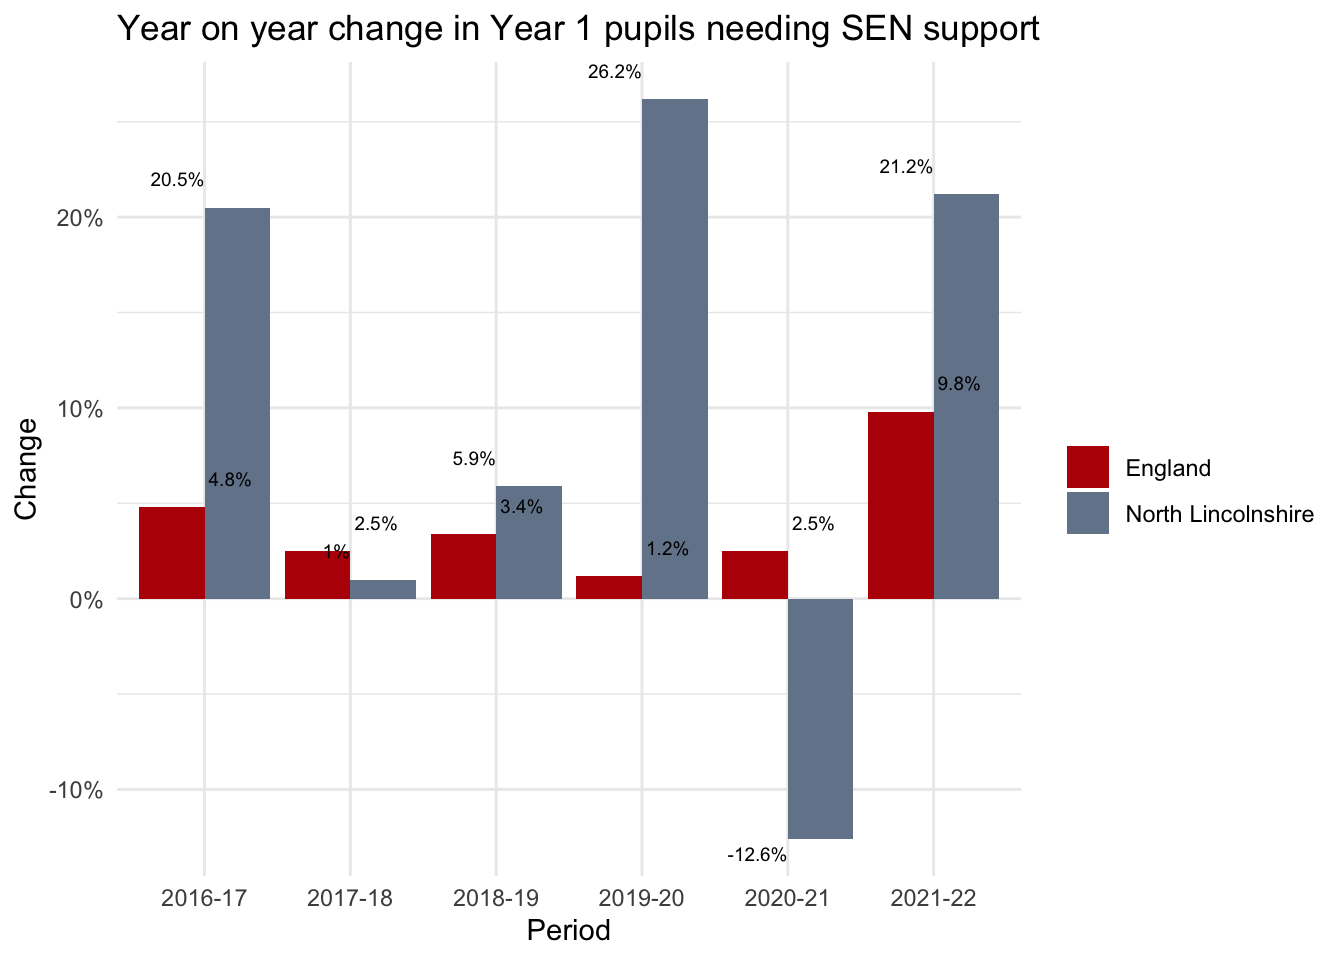 Year on year change in Year 1 pupils needing SEN support
26.2%
21.2%
20.5%
20%
9.8%
10%
5.9%
4.8%
3.4%
2.5%
2.5%
1%
1.2%
0%
-10%
-12.6%
Change
England
North Lincolnshire
2016-17 2017-18 2018-19 2019-20 2020-21 2021-22
Period